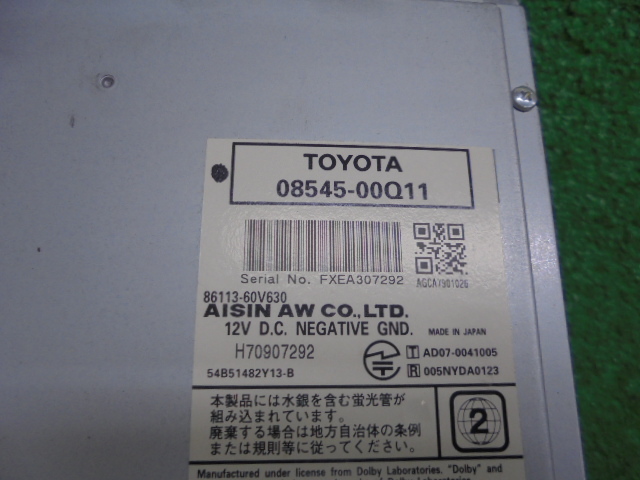 TOYOTA
08545-00Q11
Serial No. FXEA307292
AGCA7901026
86113-60V630
AISIN AW CO.,LTD.
12V D.C. NEGATIVE GND.
MADE IN JAPAN
H70907292
T AD07-0041005
R 005NYDA0123
54B51482Y13-B
本製品には水銀を含む蛍光管が
組み込まれています。
廃棄する場合は地方自治体の条例
または規則等に従ってください。
2
Manufactured under license from Dolby Laboratories. "Dolby" and